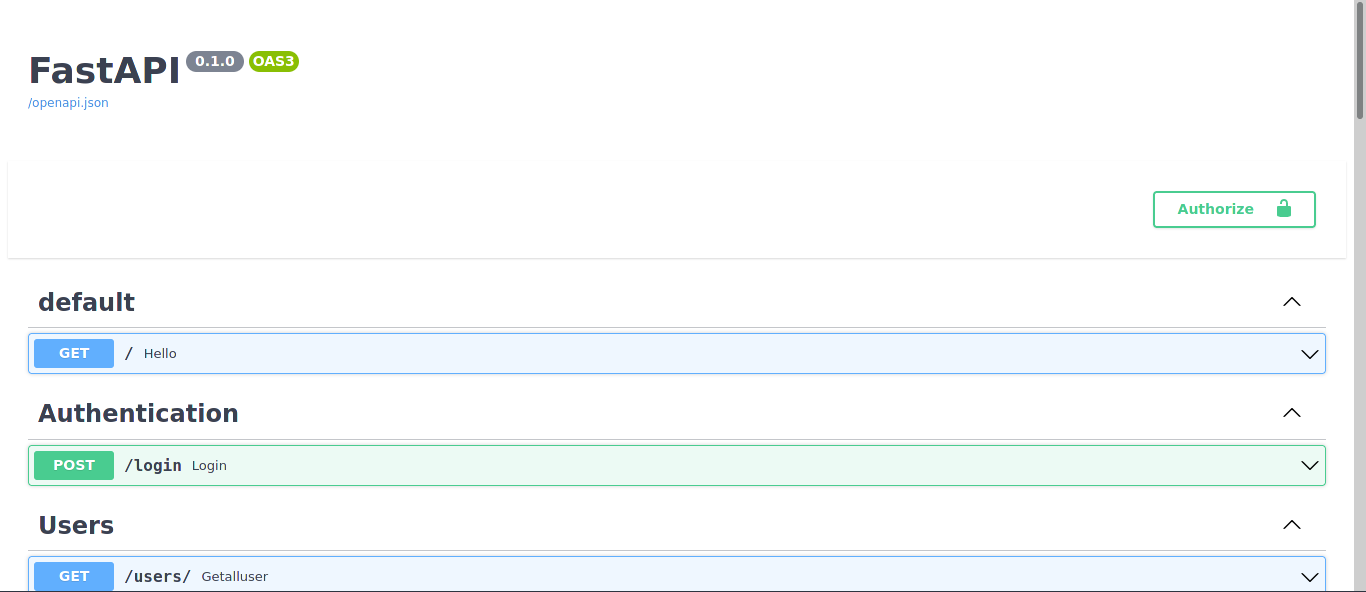 FastAPI 0.1.0 OAS3
/openapi.json
Authorize
default
GET / Hello
Authentication
POST /login Login
Users
GET /users/ Getalluser